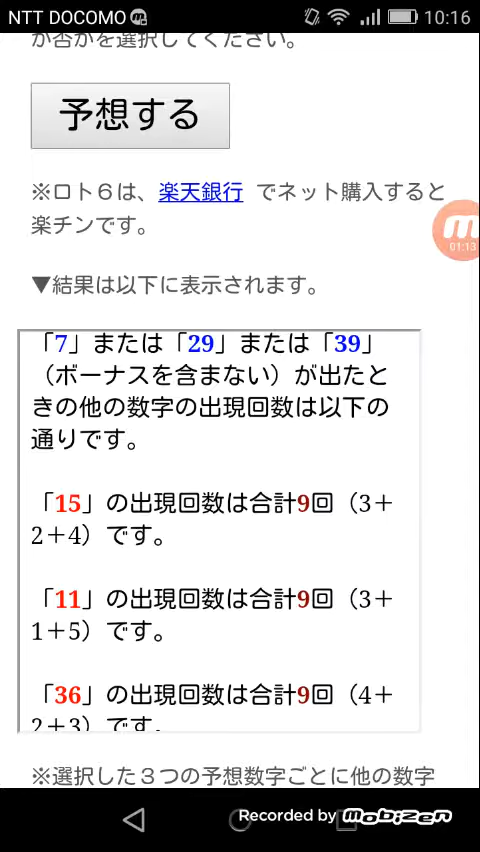 NTT DOCOMO 10:16
か否かを選択してください。
予想する
※ロト６は、楽天銀行 でネット購入すると
楽チンです。
01:13
▼結果は以下に表示されます。
「7」または「29」または「39」
（ボーナスを含まない）が出たと
きの他の数字の出現回数は以下の
通りです。
「15」の出現回数は合計9回（3＋
2＋4）です。
「11」の出現回数は合計9回（3＋
1＋5）です。
「36」の出現回数は合計9回（4＋
2＋3）です。
※選択した３つの予想数字ごとに他の数字
Recorded by Mobizen